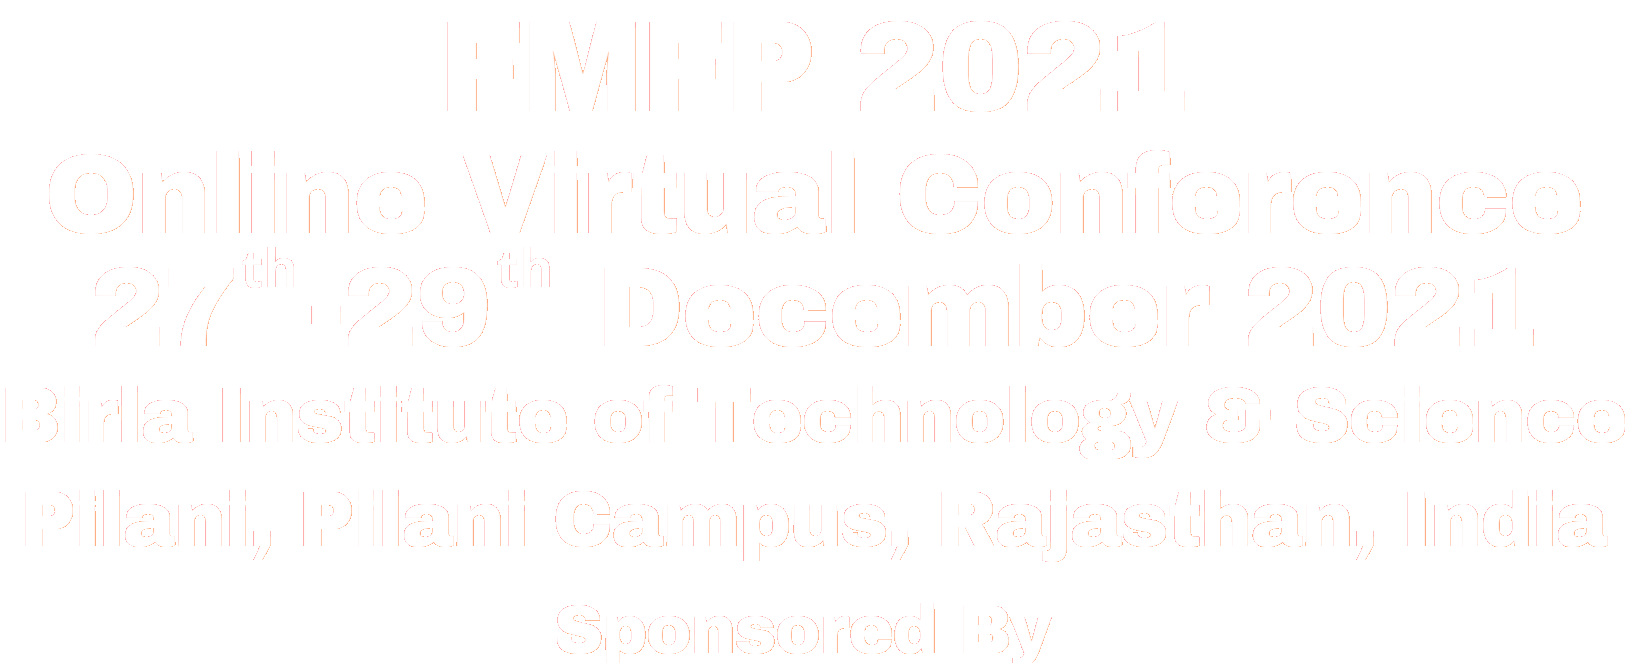 FMFP 2021
Online Virtual Conference
27th-29th December 2021
Birla Institute of Technology & Science
Pilani, Pilani Campus, Rajasthan, India
Sponsored By